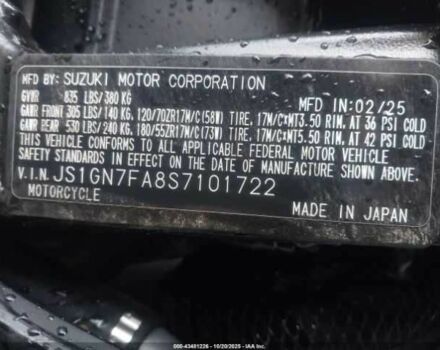 MFD BY SUZUKI MOTOR CORPORATION
GVWR 835 LBS/380 KG MFD IN:02/25
GAWR FRONT 305 LBS/140 KG, 120/70ZR17M/C(58W) TIRE, 17M/C×MT3.50 RIM, AT 36 PSI COLD
GAWR REAR 530 LBS/240 KG, 180/55ZR17M/C(73W) TIRE, 17M/C×MT5.50 RIM, AT 42 PSI COLD
THIS VEHICLE CONFORMS TO ALL APPLICABLE FEDERAL MOTOR VEHICLE
SAFETY STANDARDS IN EFFECT ON THE DATE OF MANUFACTURE SHOWN ABOVE.
V.I.N. JS1GN7FA8S7101722
MOTORCYCLE MADE IN JAPAN
000-43481226 - 10/20/2025 - IAA Inc.